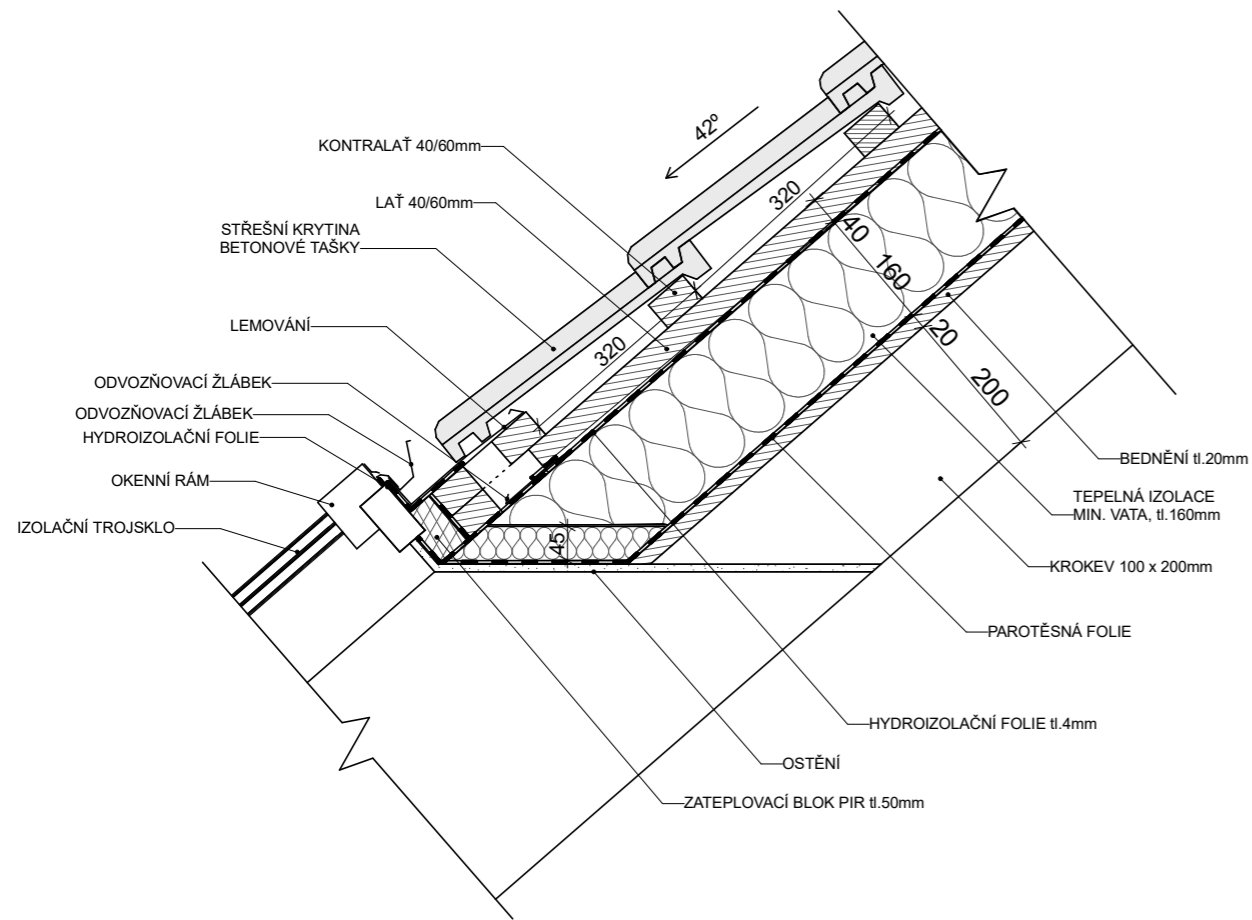 42º
KONTRALAŤ 40/60mm
LAŤ 40/60mm
STŘEŠNÍ KRYTINA
BETONOVÉ TAŠKY
LEMOVÁNÍ
ODVOZŇOVACÍ ŽLÁBEK
ODVOZŇOVACÍ ŽLÁBEK
HYDROIZOLAČNÍ FOLIE
OKENNÍ RÁM
IZOLAČNÍ TROJSKLO
320
320
40
160
20
200
45
BEDNĚNÍ tl.20mm
TEPELNÁ IZOLACE
MIN. VATA, tl.160mm
KROKEV 100 x 200mm
PAROTĚSNÁ FOLIE
HYDROIZOLAČNÍ FOLIE tl.4mm
OSTĚNÍ
ZATEPLOVACÍ BLOK PIR tl.50mm